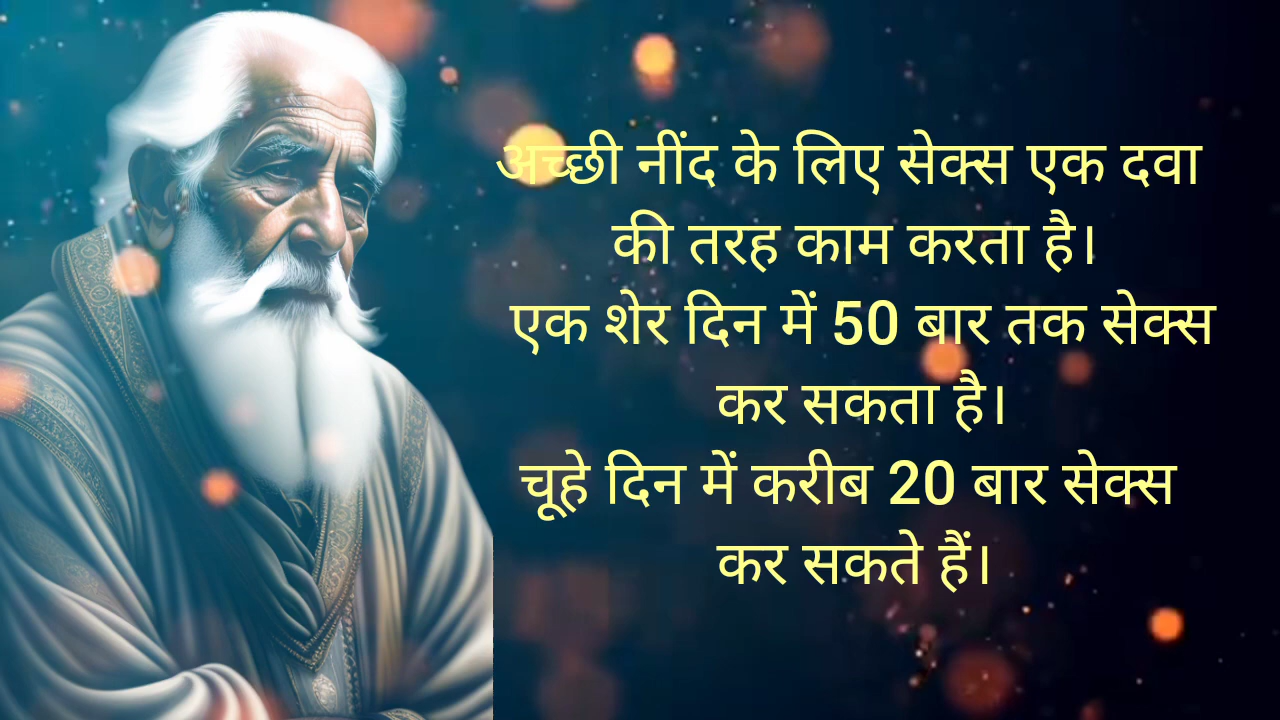 अच्छी नींद के लिए सेक्स एक दवा
की तरह काम करता है।
एक शेर दिन में 50 बार तक सेक्स
कर सकता है।
चूहे दिन में करीब 20 बार सेक्स
कर सकते हैं।